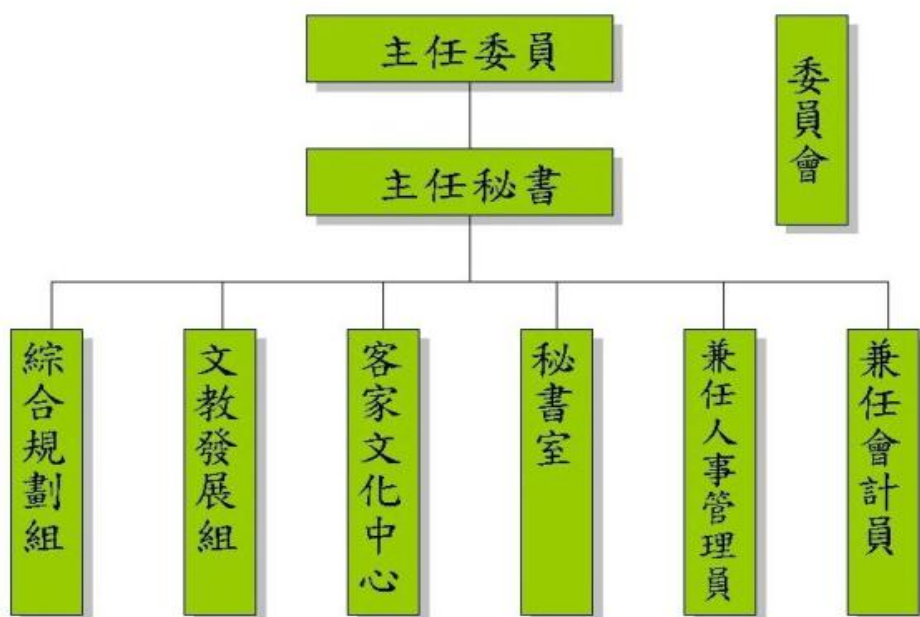 主任委員
委員會
主任秘書
綜合規劃組
文教發展組
客家文化中心
秘書室
兼任人事管理員
兼任會計員